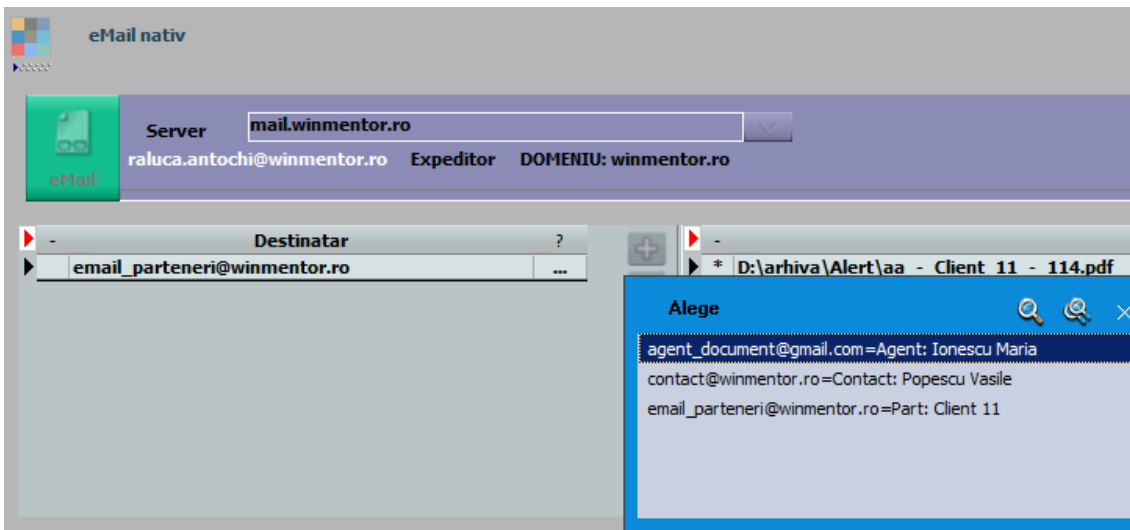 eMail nativ
Server mail.winmentor.ro
raluca.antochi@winmentor.ro Expeditor DOMENIU: winmentor.ro
eMail
- Destinatar ? -
email_parteneri@winmentor.ro ... * D:\arhiva\Alert\aa - Client 11 - 114.pdf
Alege
agent_document@gmail.com=Agent: Ionescu Maria
contact@winmentor.ro=Contact: Popescu Vasile
email_parteneri@winmentor.ro=Part: Client 11